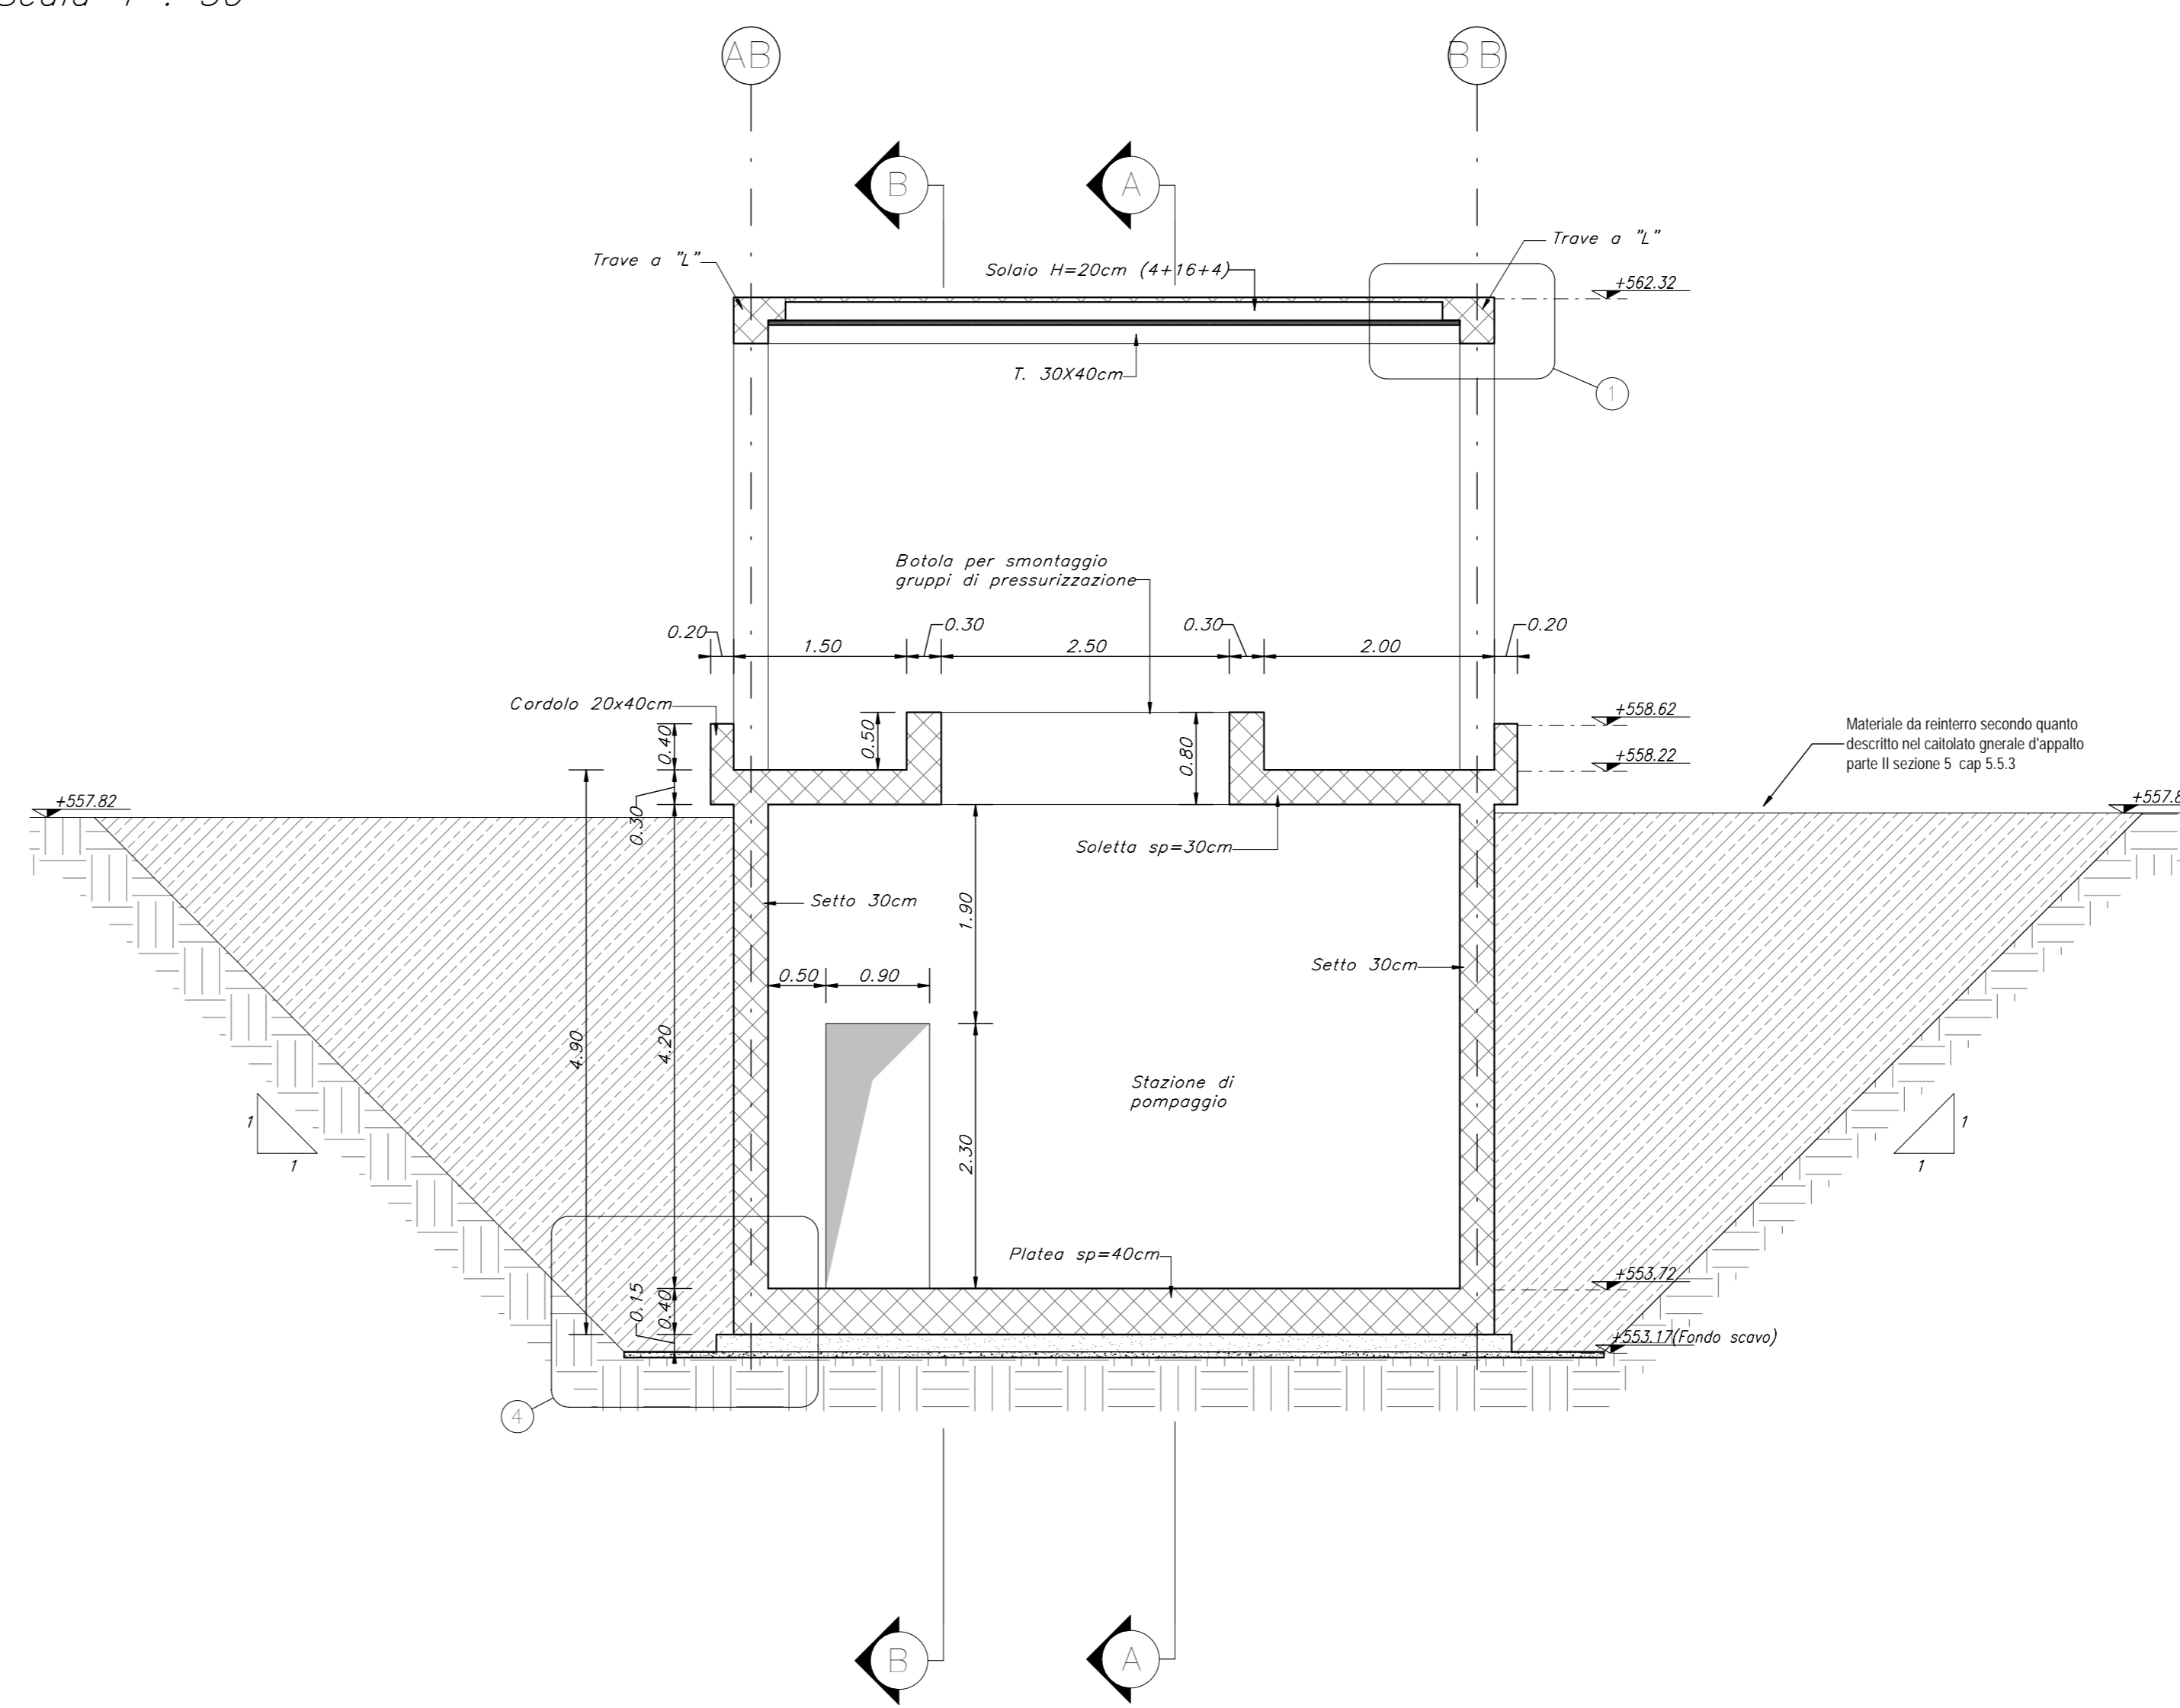 Scala 1 : 50
AB
BB
B
A
Trave a "L"
Solaio H=20cm (4+16+4)
Trave a "L"
+562.32
T. 30X40cm
1
Botola per smontaggio
gruppi di pressurizzazione
0.20
1.50
0.30
2.50
0.30
2.00
0.20
Cordolo 20x40cm
0.40
0.50
0.80
+558.62
+558.22
Materiale da reinterro secondo quanto
descritto nel caitolato gnerale d'appalto
parte II sezione 5 cap 5.5.3
+557.82
0.30
+557.8
Soletta sp=30cm
Setto 30cm
1.90
Setto 30cm
0.50
0.90
4.90
4.20
Stazione di
pompaggio
1
1
1
1
2.30
Platea sp=40cm
0.15
0.40
+553.72
+553.17(Fondo scavo)
4
B
A